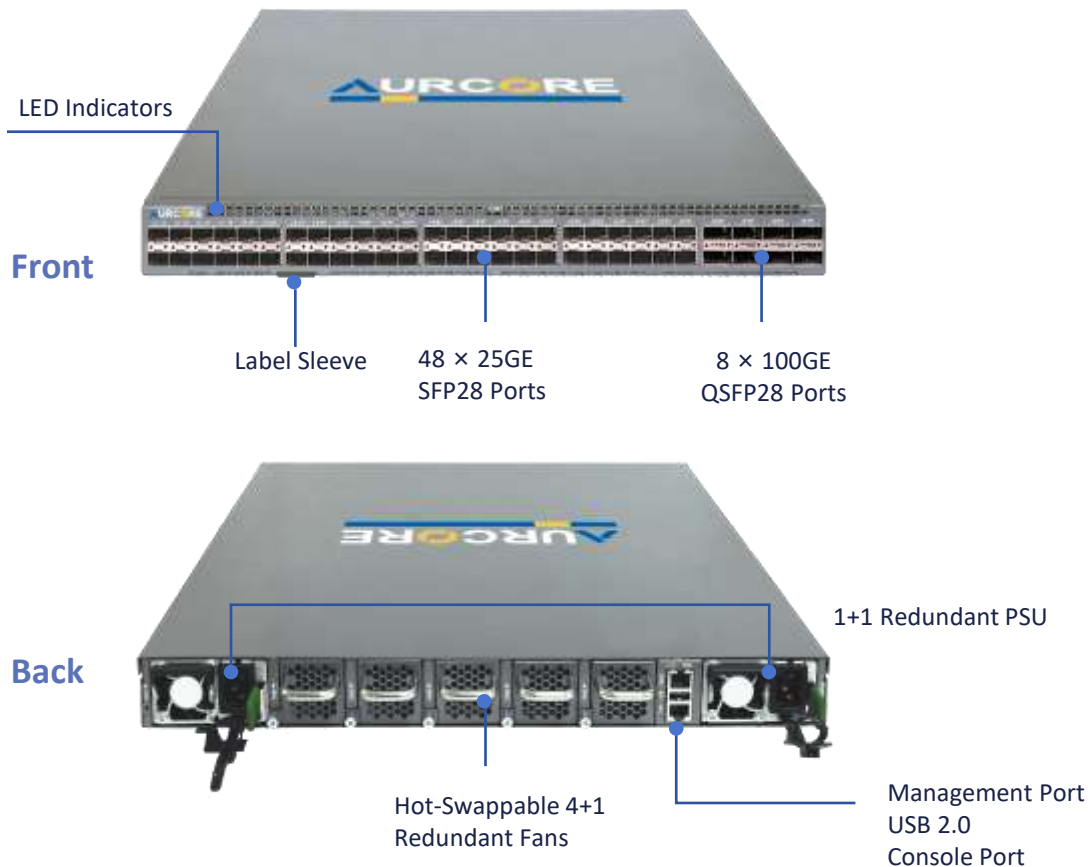 AURCORE
LED Indicators
AURCORE
Front
Label Sleeve
48 × 25GE
SFP28 Ports
8 × 100GE
QSFP28 Ports
AURCORE
1+1 Redundant PSU
Back
Hot-Swappable 4+1
Redundant Fans
Management Port
USB 2.0
Console Port